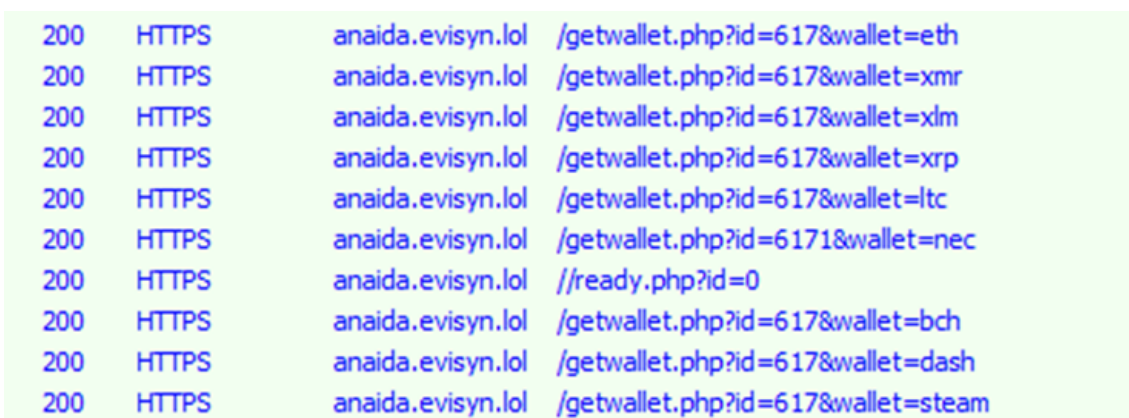 200 HTTPS anaida.evisyn.lol /getwallet.php?id=617&wallet=eth
200 HTTPS anaida.evisyn.lol /getwallet.php?id=617&wallet=xmr
200 HTTPS anaida.evisyn.lol /getwallet.php?id=617&wallet=xlm
200 HTTPS anaida.evisyn.lol /getwallet.php?id=617&wallet=xrp
200 HTTPS anaida.evisyn.lol /getwallet.php?id=617&wallet=ltc
200 HTTPS anaida.evisyn.lol /getwallet.php?id=6171&wallet=nec
200 HTTPS anaida.evisyn.lol //ready.php?id=0
200 HTTPS anaida.evisyn.lol /getwallet.php?id=617&wallet=bch
200 HTTPS anaida.evisyn.lol /getwallet.php?id=617&wallet=dash
200 HTTPS anaida.evisyn.lol /getwallet.php?id=617&wallet=steam